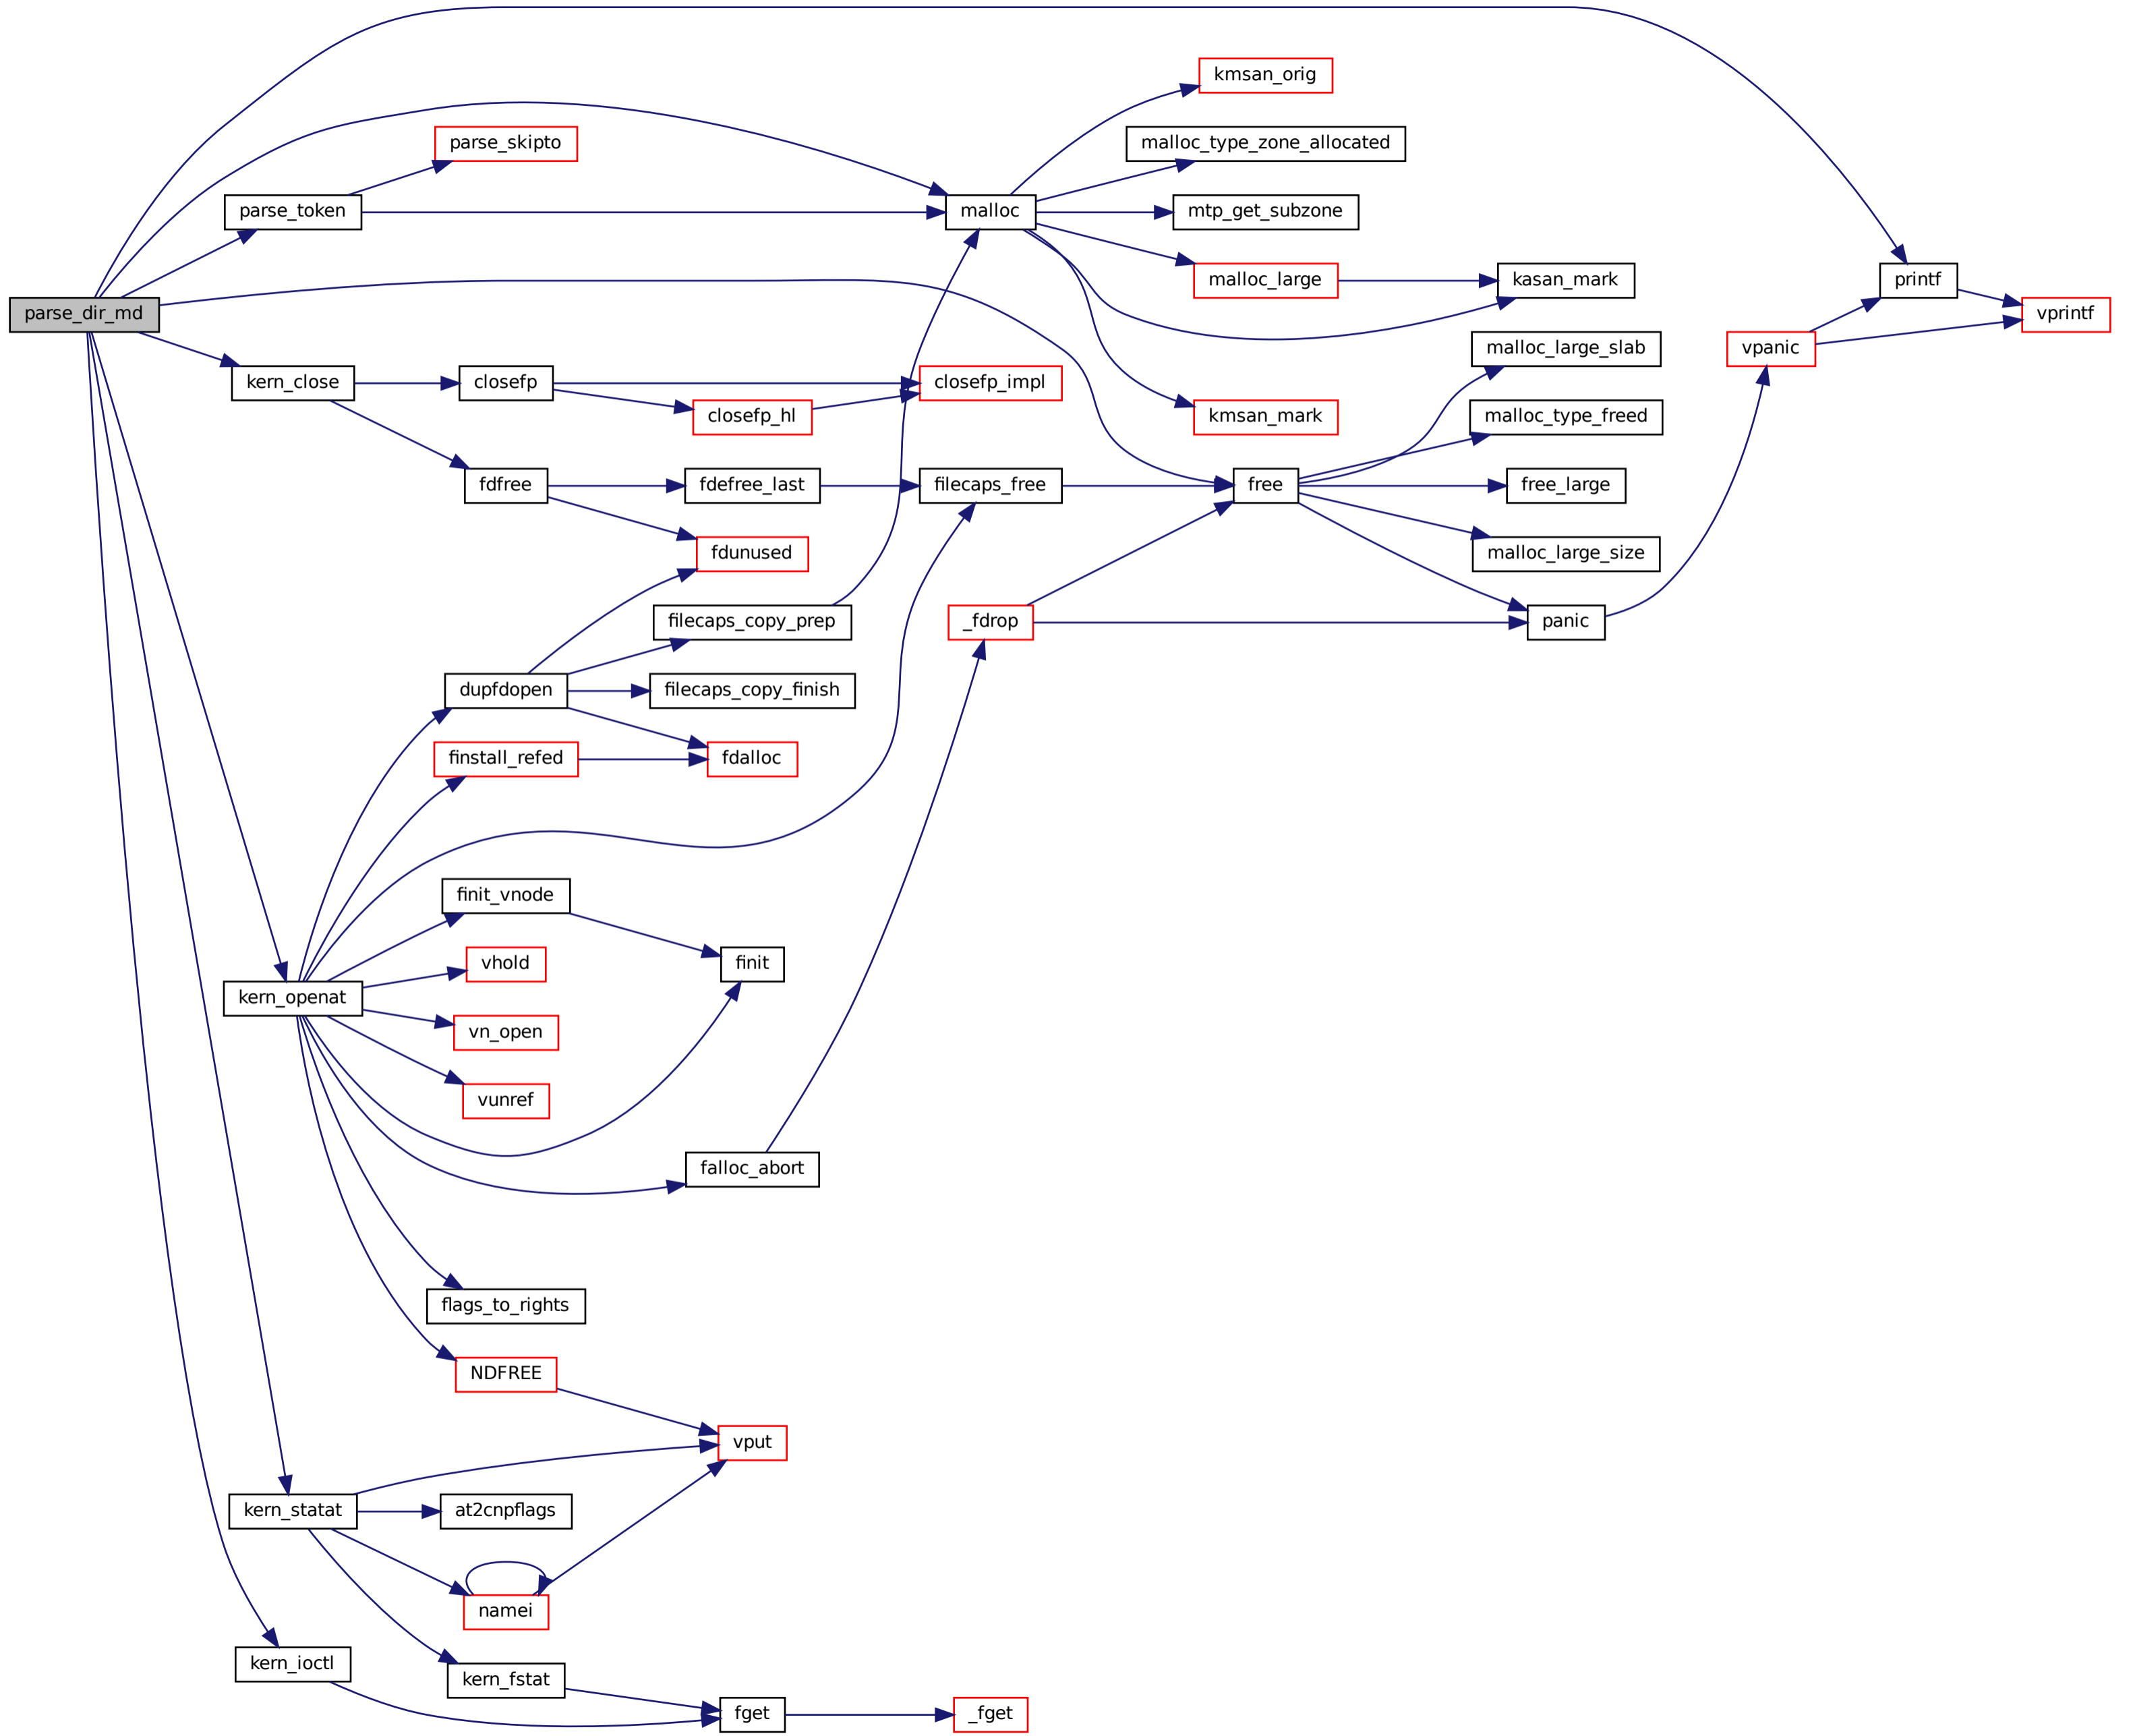 kmsan_orig
parse_skipto
malloc_type_zone_allocated
parse_token
malloc
mtp_get_subzone
malloc_large
kasan_mark
printf
parse_dir_md
vprintf
malloc_large_slab
vpanic
kern_close
closefp
closefp_impl
closefp_hl
kmsan_mark
malloc_type_freed
fdfree
fdefree_last
filecaps_free
free
free_large
fdunused
malloc_large_size
filecaps_copy_prep
_fdrop
panic
dupfdopen
filecaps_copy_finish
finstall_refed
fdalloc
finit_vnode
vhold
finit
kern_openat
vn_open
vunref
falloc_abort
flags_to_rights
NDFREE
vput
kern_statat
at2cnpflags
namei
kern_ioctl
kern_fstat
fget
_fget